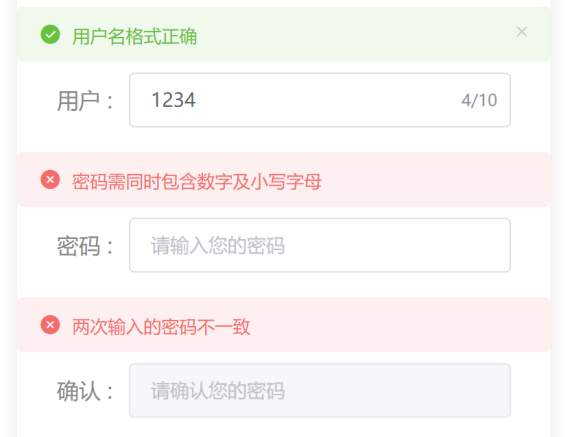 用户名格式正确
用户： 1234 4/10
密码需同时包含数字及小写字母
密码： 请输入您的密码
两次输入的密码不一致
确认： 请确认您的密码